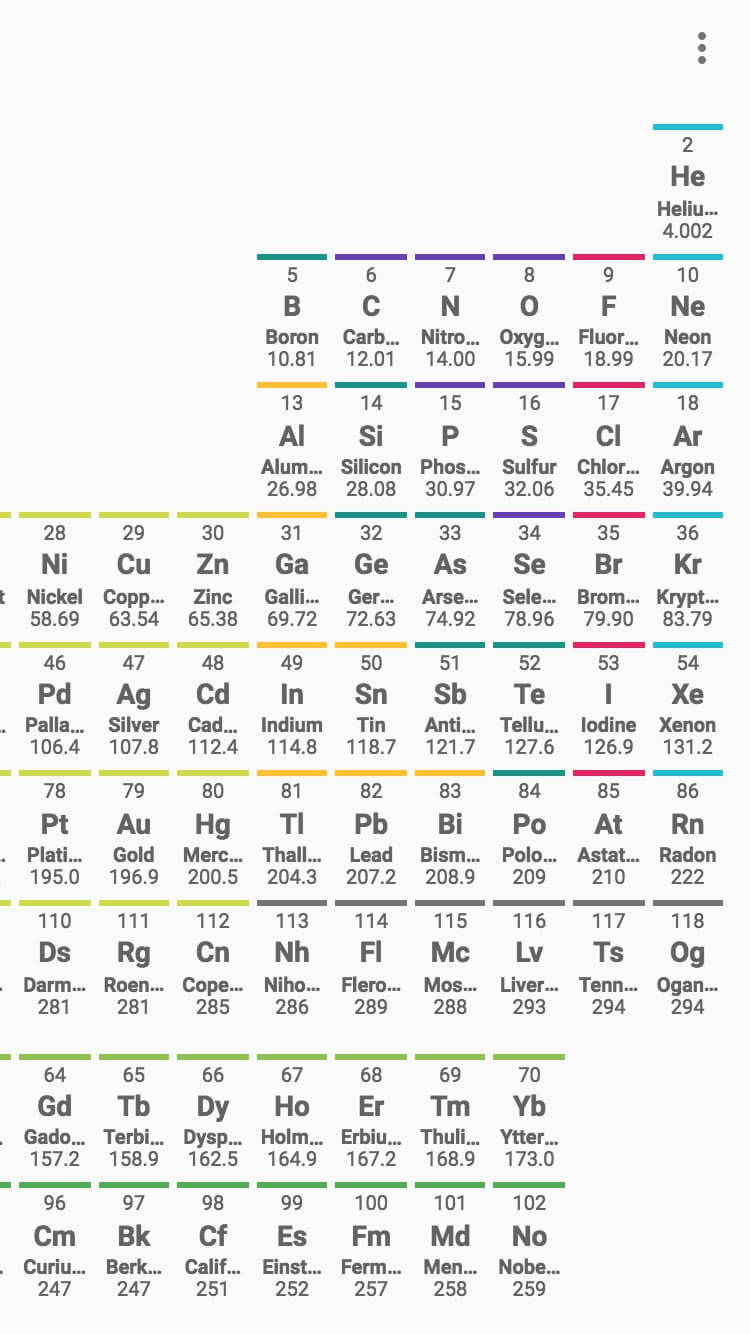 2
He
Heliu...
4.002
5 6 7 8 9 10
B C N O F Ne
Boron Carb... Nitro... Oxyg... Fluor... Neon
10.81 12.01 14.00 15.99 18.99 20.17
13 14 15 16 17 18
Al Si P S Cl Ar
Alum... Silicon Phos... Sulfur Chlor... Argon
26.98 28.08 30.97 32.06 35.45 39.94
28 29 30 31 32 33 34 35 36
Ni Cu Zn Ga Ge As Se Br Kr
t Nickel Copp... Zinc Galli... Ger... Arse... Sele... Brom... Krypt...
58.69 63.54 65.38 69.72 72.63 74.92 78.96 79.90 83.79
46 47 48 49 50 51 52 53 54
Pd Ag Cd In Sn Sb Te I Xe
. Palla... Silver Cad... Indium Tin Anti... Tellu... Iodine Xenon
106.4 107.8 112.4 114.8 118.7 121.7 127.6 126.9 131.2
78 79 80 81 82 83 84 85 86
Pt Au Hg Tl Pb Bi Po At Rn
. Plati... Gold Merc... Thall... Lead Bism... Polo... Astat... Radon
195.0 196.9 200.5 204.3 207.2 208.9 209 210 222
110 111 112 113 114 115 116 117 118
Ds Rg Cn Nh Fl Mc Lv Ts Og
. Darm... Roen... Cope... Niho... Flero... Mos... Liver... Tenn... Ogan...
281 281 285 286 289 288 293 294 294
64 65 66 67 68 69 70
Gd Tb Dy Ho Er Tm Yb
. Gado... Terbi... Dysp... Holm... Erbiu... Thuli... Ytter...
157.2 158.9 162.5 164.9 167.2 168.9 173.0
96 97 98 99 100 101 102
Cm Bk Cf Es Fm Md No
. Curiu... Berk... Calif... Einst... Ferm... Men... Nobe...
247 247 251 252 257 258 259